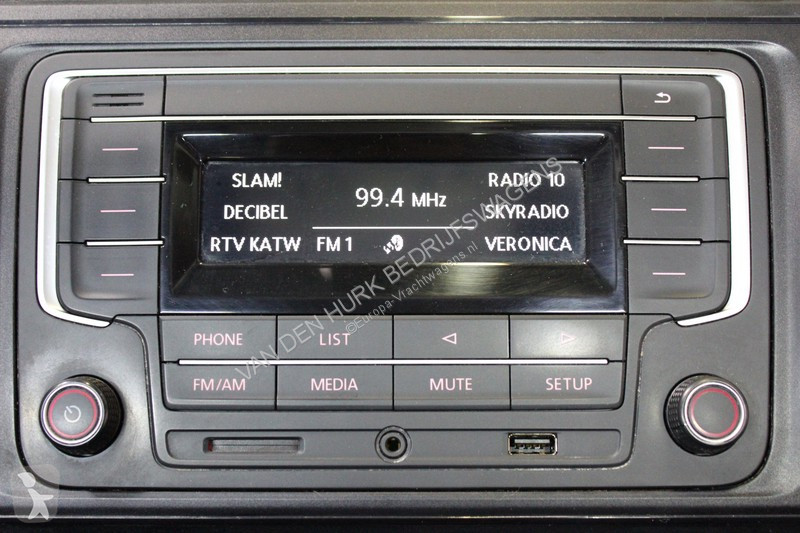 SLAM!
RADIO 10
99.4 MHz
DECIBEL
SKYRADIO
RTV KATW
FM 1
VERONICA
PHONE
LIST
FM/AM
MEDIA
MUTE
SETUP
VAN DEN HURK BEDRIJFSWAGENS
©Europa-Vrachtwagens.nl